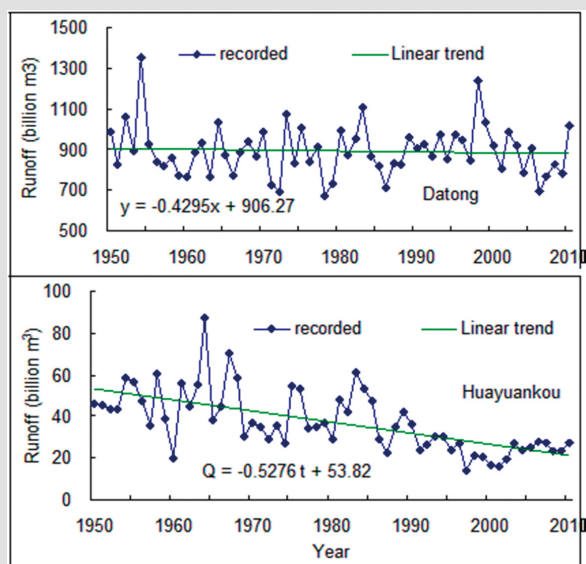 1500
1300
1100
900
700
500
Runoff (billion m3)
recorded
Linear trend
Datong
y = -0.4295x + 906.27
1950 1960 1970 1980 1990 2000 201
100
80
60
40
20
0
Runoff (billion m³)
recorded
Linear trend
Huayuankou
Q = -0.5276 t + 53.82
1950 1960 1970 1980 1990 2000 201
Year